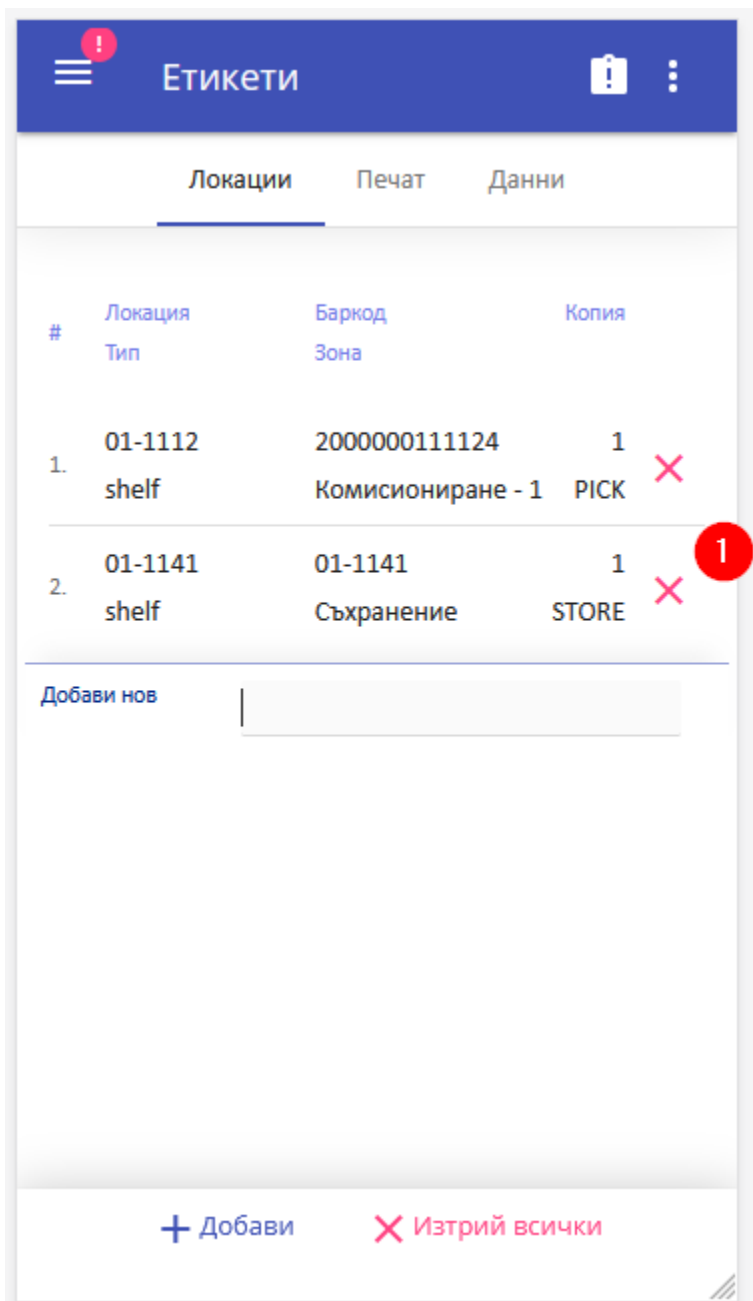 !
Етикети
Локации Печат Данни
# Локация Баркод Копия
Тип Зона
1. 01-1112 2000000111124 1
shelf Комисиониране - 1 PICK
1
2. 01-1141 01-1141 1
shelf Съхранение STORE
Добави нов
+ Добави × Изтрий всички